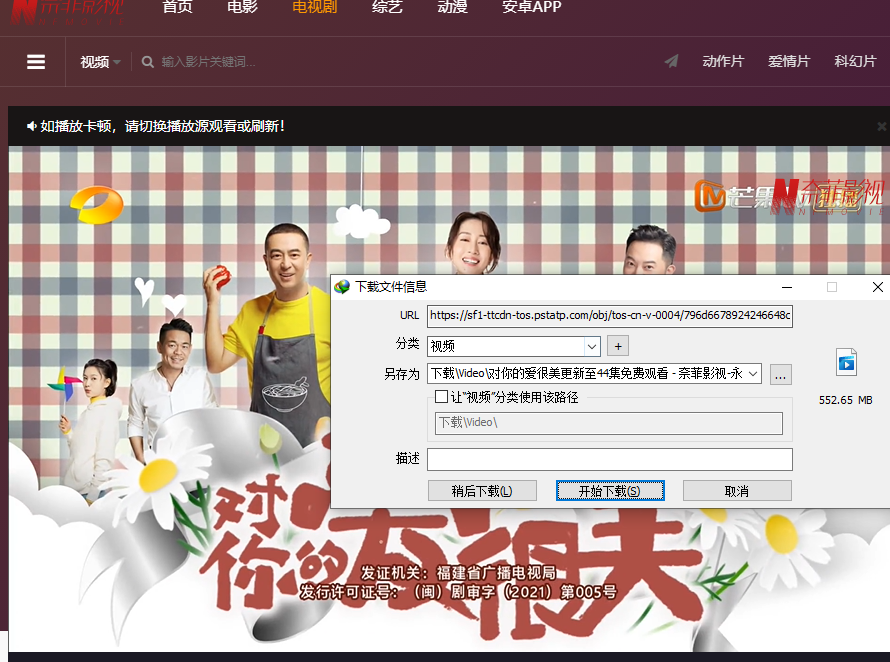 奈菲影视
首页 电影 电视剧 综艺 动漫 安卓APP
视频 输入影片关键词... 动作片 爱情片 科幻片
如播放卡顿，请切换播放源观看或刷新！
奈菲影视
下载文件信息
URL https://sf1-ttcdn-tos.pstatp.com/obj/tos-cn-v-0004/796d6678924246648c
分类 视频 +
另存为 下载\Video\对你的爱很美更新至44集免费观看 - 奈菲影视-永 ...
让"视频"分类使用该路径
下载\Video\
552.65 MB
描述
稍后下载(L) 开始下载(S) 取消
对你的爱很美
发证机关：福建省广播电视局
发行许可证号：（闽）剧审字（2021）第005号